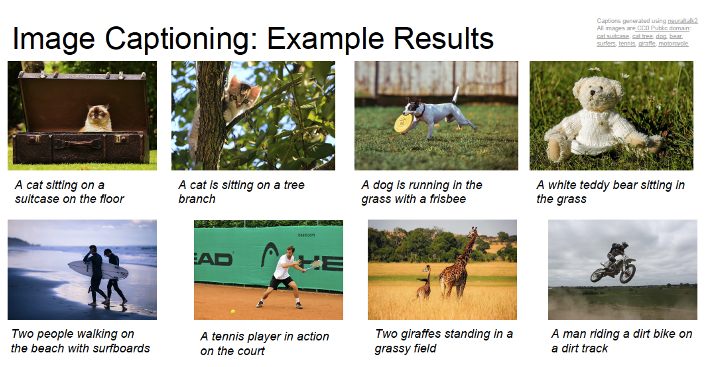 Captions generated using neuraltalk2
All images are CC0 Public domain:
cat suitcase, cat tree, dog, bear,
surfers, tennis, giraffe, motorcycle
Image Captioning: Example Results
A cat sitting on a
suitcase on the floor
A cat is sitting on a tree
branch
A dog is running in the
grass with a frisbee
A white teddy bear sitting in
the grass
EAD
HE
Two people walking on
the beach with surfboards
A tennis player in action
on the court
Two giraffes standing in a
grassy field
A man riding a dirt bike on
a dirt track